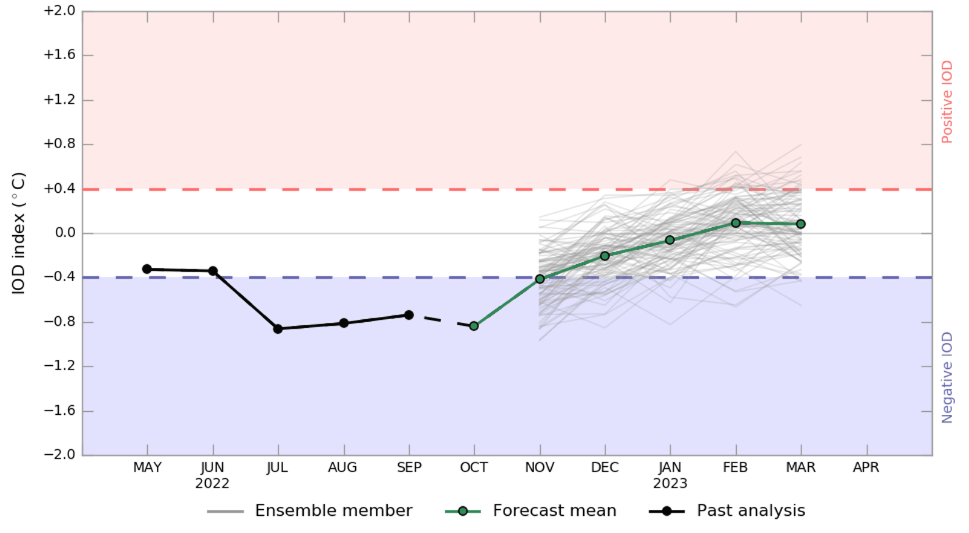 +2.0
+1.6
+1.2
+0.8
+0.4
0.0
−0.4
−0.8
−1.2
−1.6
−2.0
IOD index (°C)
Positive IOD
Negative IOD
MAY JUN JUL AUG SEP OCT NOV DEC JAN FEB MAR APR
2022 2023
Ensemble member Forecast mean Past analysis